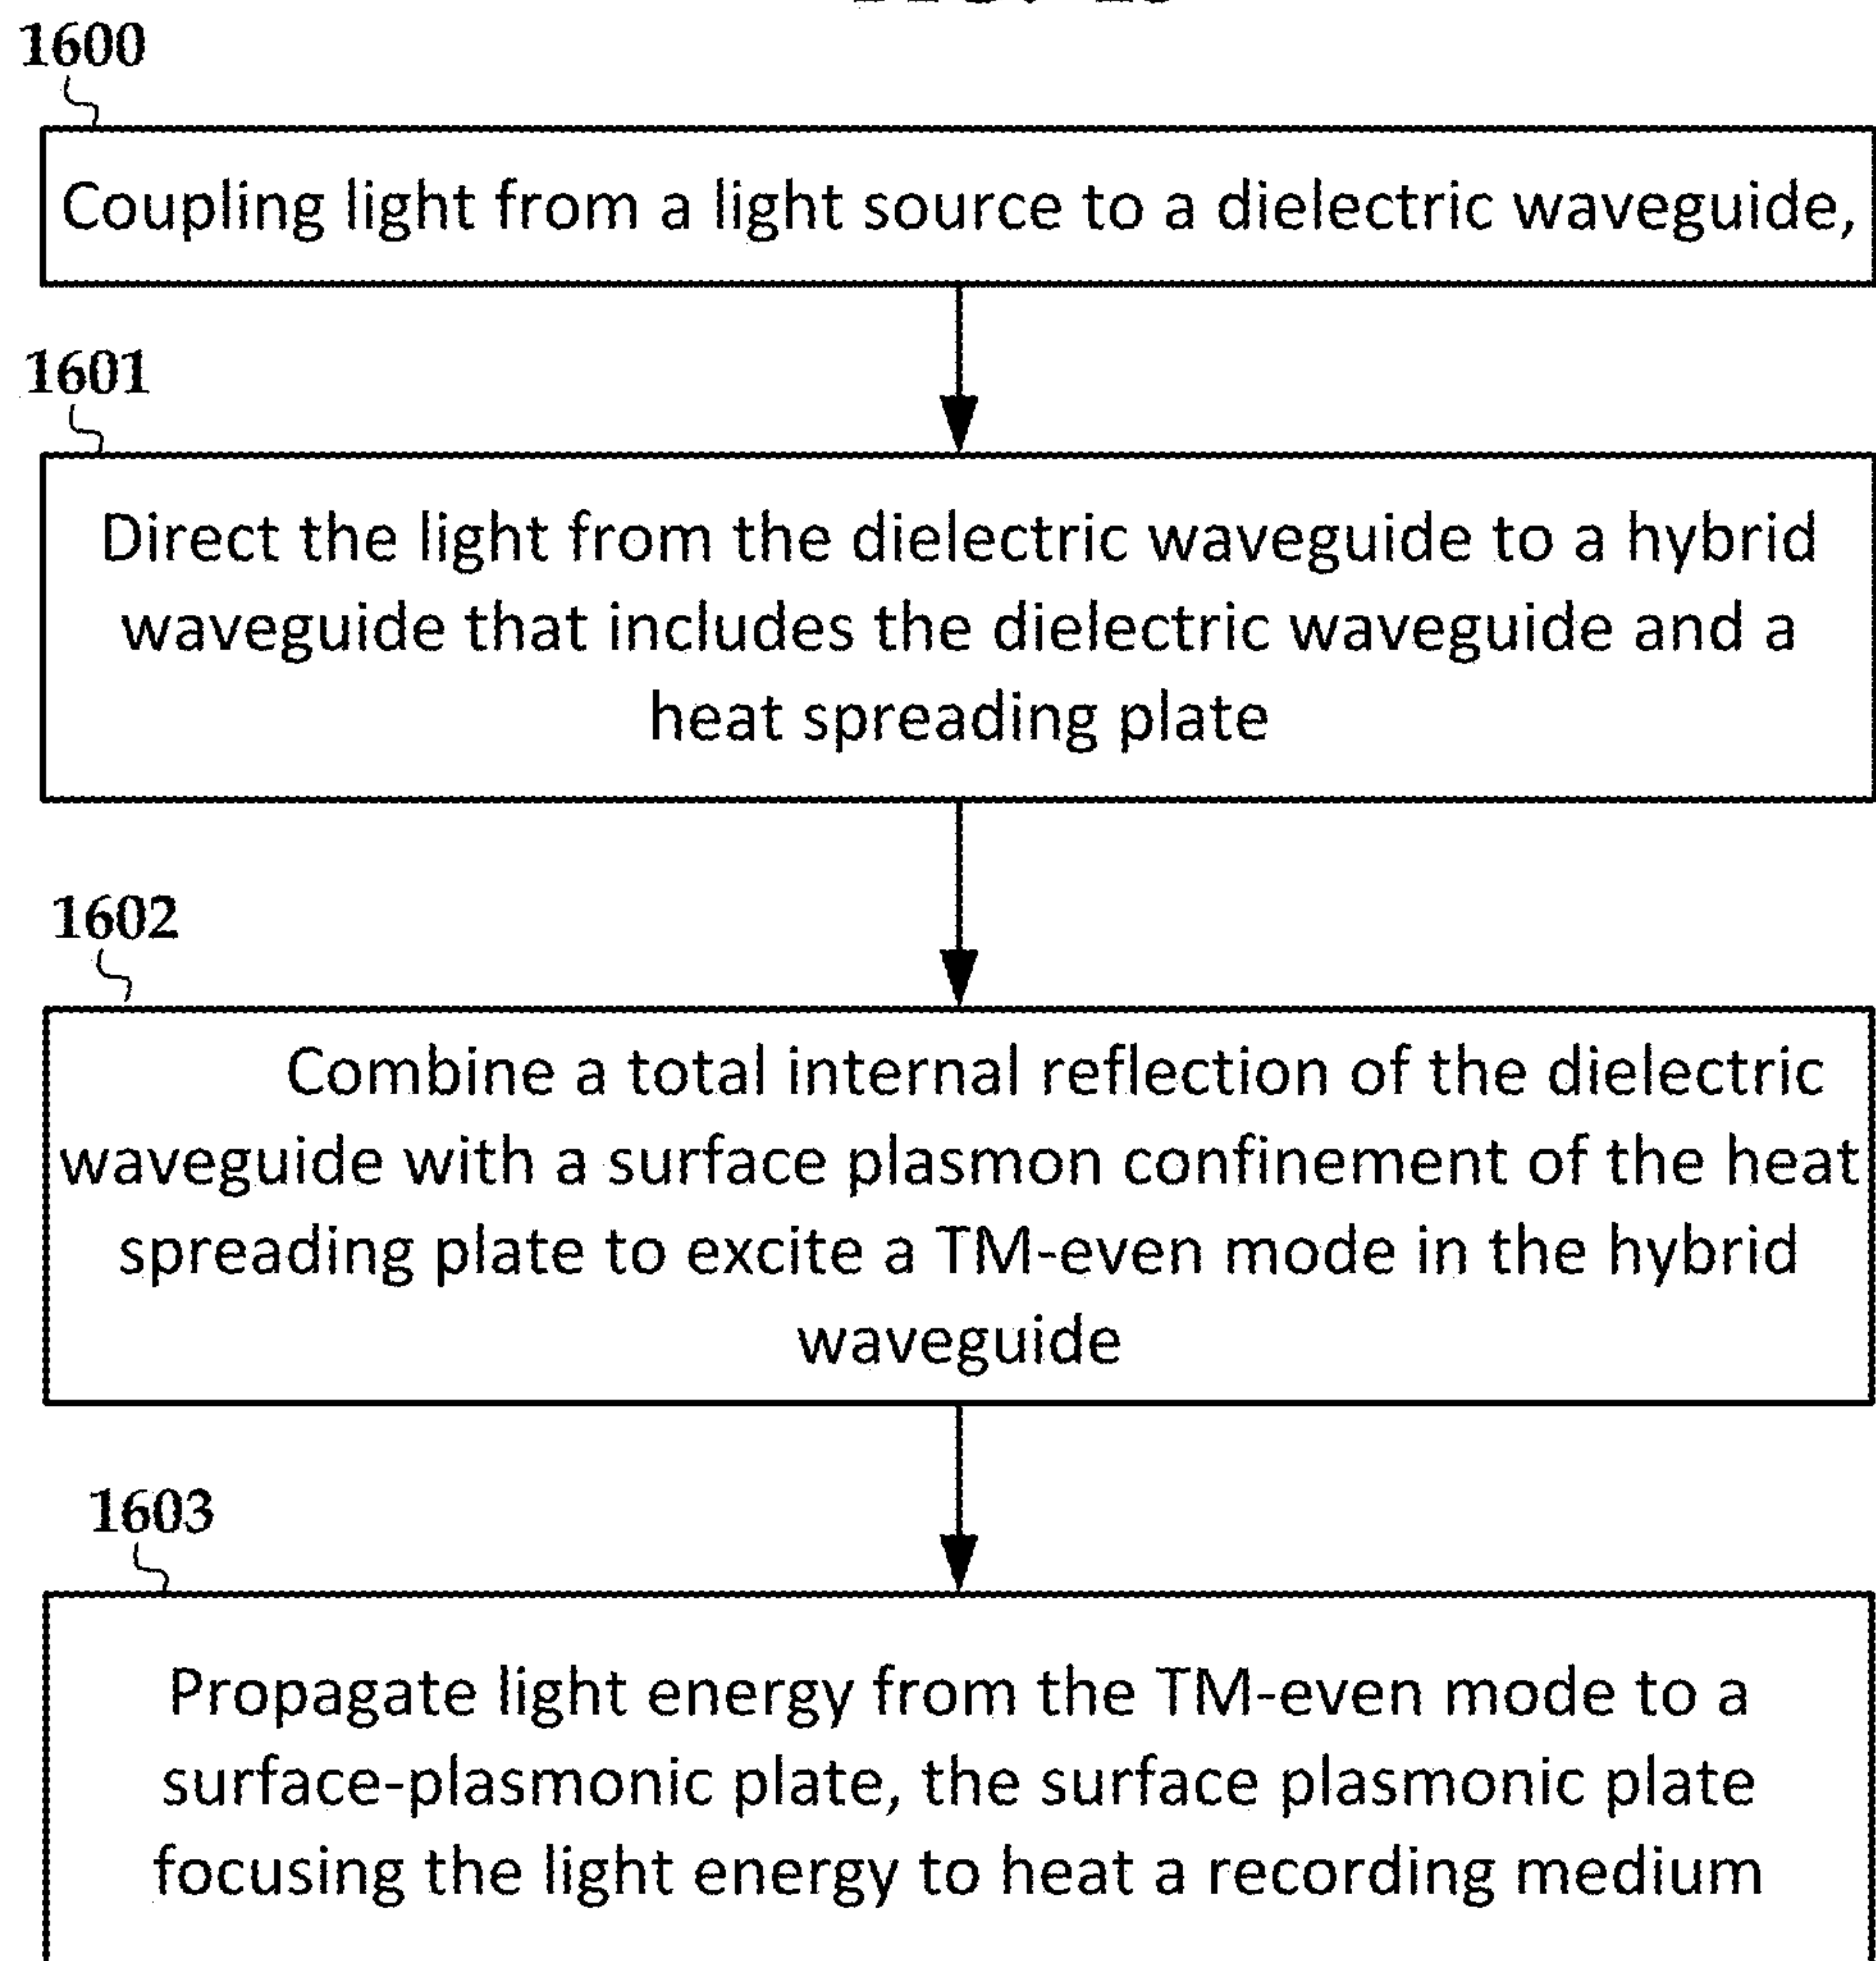 1600
Coupling light from a light source to a dielectric waveguide,
1601
Direct the light from the dielectric waveguide to a hybrid
waveguide that includes the dielectric waveguide and a
heat spreading plate
1602
Combine a total internal reflection of the dielectric
waveguide with a surface plasmon confinement of the heat
spreading plate to excite a TM-even mode in the hybrid
waveguide
1603
Propagate light energy from the TM-even mode to a
surface-plasmonic plate, the surface plasmonic plate
focusing the light energy to heat a recording medium